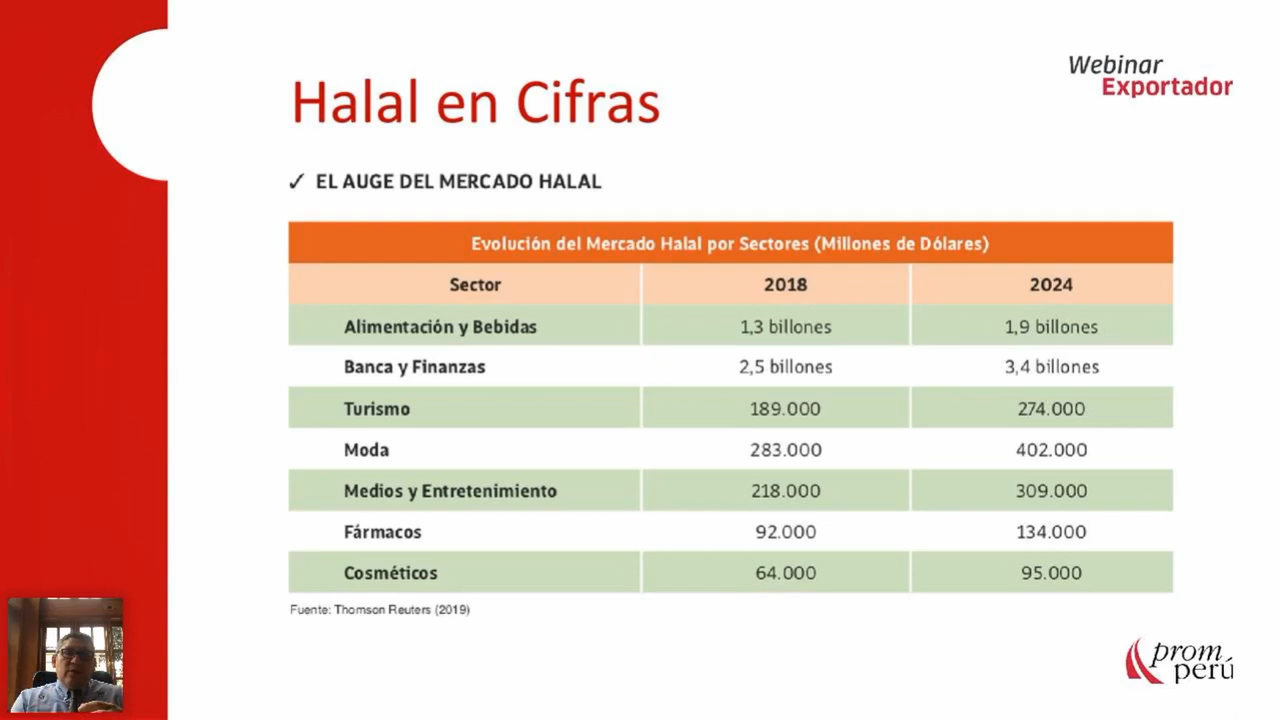 Webinar
Exportador
Halal en Cifras
✓ EL AUGE DEL MERCADO HALAL
Evolución del Mercado Halal por Sectores (Millones de Dólares)
Sector 2018 2024
Alimentación y Bebidas 1,3 billones 1,9 billones
Banca y Finanzas 2,5 billones 3,4 billones
Turismo 189.000 274.000
Moda 283.000 402.000
Medios y Entretenimiento 218.000 309.000
Fármacos 92.000 134.000
Cosméticos 64.000 95.000
Fuente: Thomson Reuters (2019)
prom
perú